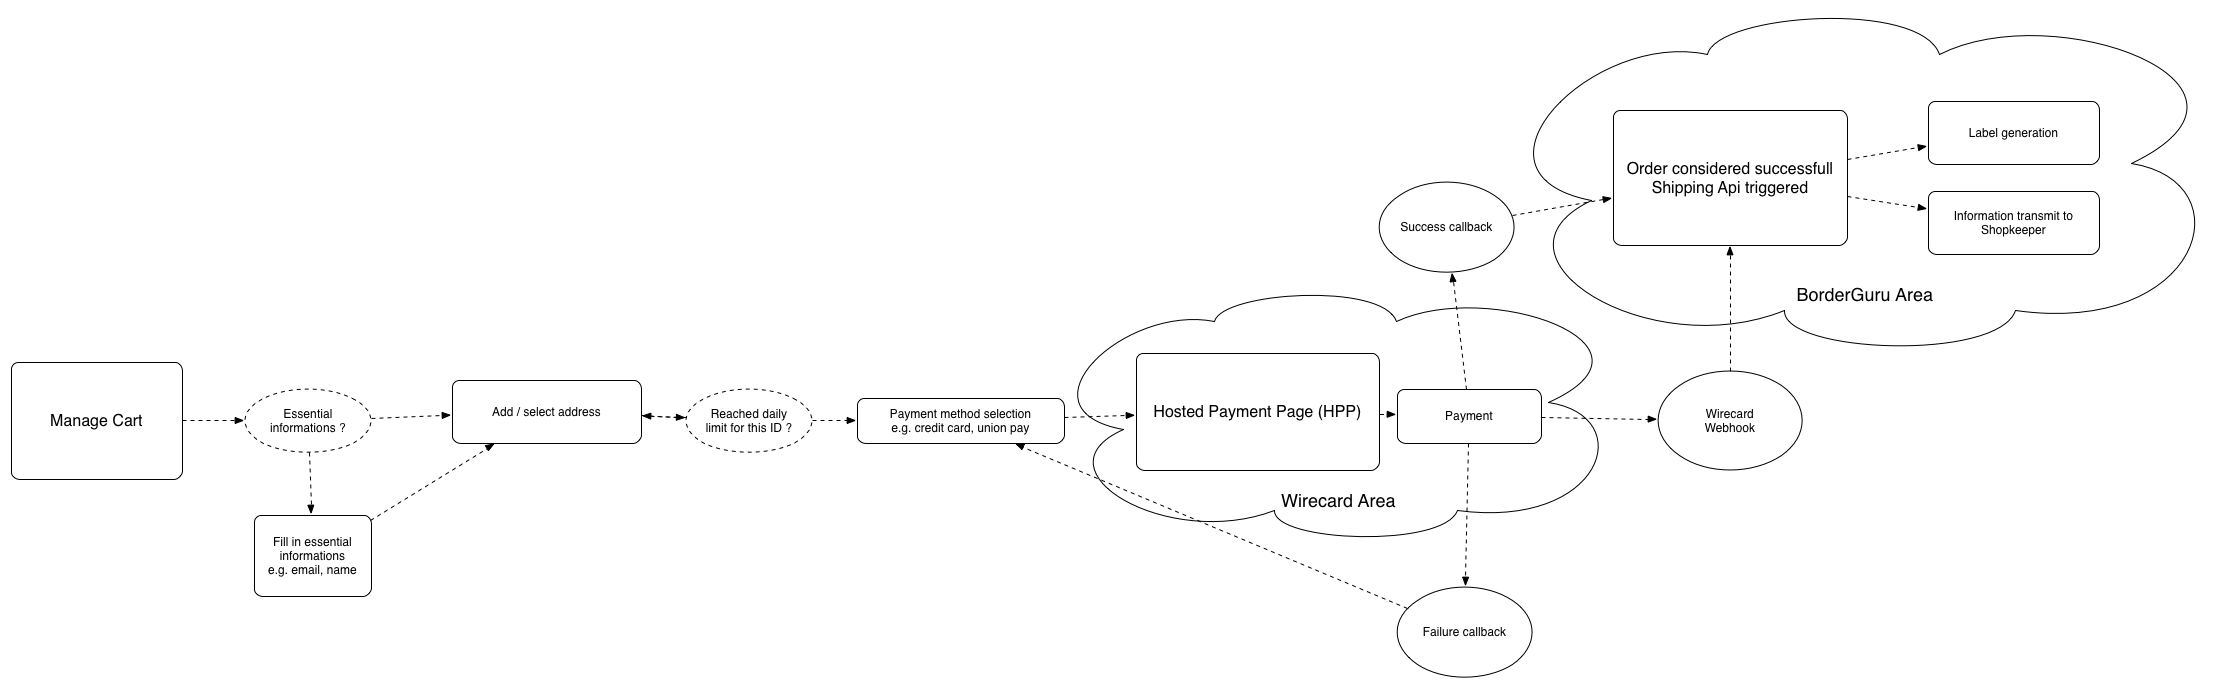 Manage Cart
Essential
informations ?
Fill in essential
informations
e.g. email, name
Add / select address
Reached daily
limit for this ID ?
Payment method selection
e.g. credit card, union pay
Hosted Payment Page (HPP)
Payment
Wirecard Area
Success callback
Failure callback
Wirecard
Webhook
Order considered successfull
Shipping Api triggered
Label generation
Information transmit to
Shopkeeper
BorderGuru Area